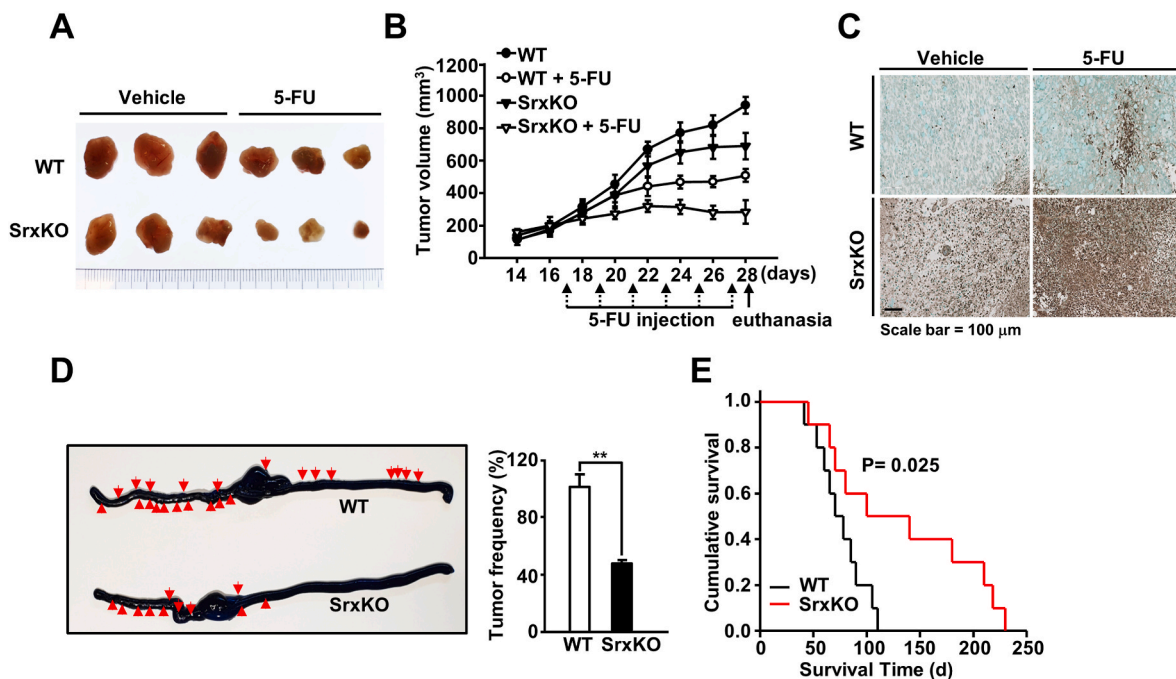 A
Vehicle
5-FU
WT
SrxKO
B
WT
WT + 5-FU
SrxKO
SrxKO + 5-FU
Tumor volume (mm³)
1200
1000
800
600
400
200
0
14 16 18 20 22 24 26 28 (days)
5-FU injection
euthanasia
C
Vehicle
5-FU
WT
SrxKO
Scale bar = 100 μm
D
WT
SrxKO
Tumor frequency (%)
120
80
40
0
**
WT SrxKO
E
Cumulative survival
1.0
0.8
0.6
0.4
0.2
0.0
P= 0.025
WT
SrxKO
0 50 100 150 200 250
Survival Time (d)